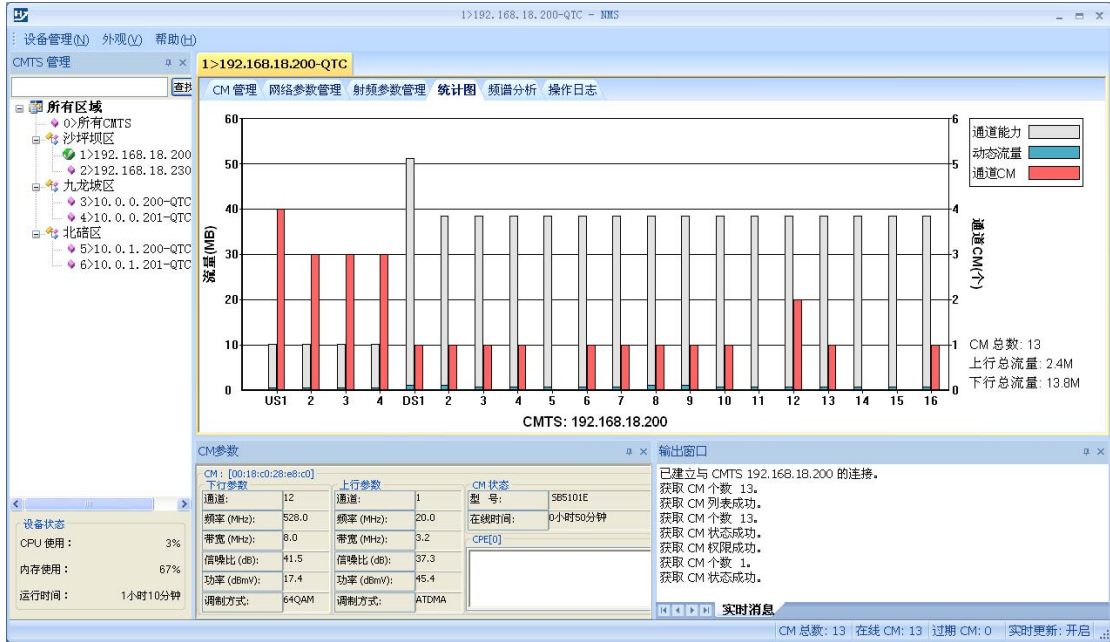 1>192.168.18.200-QTC - NMS
设备管理(N) 外观(V) 帮助(H)
CMTS 管理
查找
所有区域
0>所有CMTS
沙坪坝区
1>192.168.18.200
2>192.168.18.230
九龙坡区
3>10.0.0.200-QTC
4>10.0.0.201-QTC
北碚区
5>10.0.1.200-QTC
6>10.0.1.201-QTC
设备状态
CPU 使用： 3%
内存使用： 67%
运行时间： 1小时10分钟
1>192.168.18.200-QTC
CM 管理 网络参数管理 射频参数管理 统计图 频谱分析 操作日志
60 6
50 5
40 4
30 3
20 2
10 1
0 0
流量(MB)
通道CM(个)
US1 2 3 4 DS1 2 3 4 5 6 7 8 9 10 11 12 13 14 15 16
CMTS: 192.168.18.200
通道能力
动态流量
通道CM
CM 总数: 13
上行总流量: 2.4M
下行总流量: 13.8M
CM参数
CM: [00:18:c0:28:e8:c0]
下行参数
通道: 12
频率 (MHz): 528.0
带宽 (MHz): 8.0
信噪比 (dB): 41.5
功率 (dBmV): 17.4
调制方式: 64QAM
上行参数
通道: 1
频率 (MHz): 20.0
带宽 (MHz): 3.2
信噪比 (dB): 37.3
功率 (dBmV): 45.4
调制方式: ATDMA
CM 状态
型 号: SB5101E
在线时间: 0小时50分钟
CPE[0]
输出窗口
已建立与 CMTS 192.168.18.200 的连接。
获取 CM 个数 13。
获取 CM 列表成功。
获取 CM 个数 13。
获取 CM 状态成功。
获取 CM 权限成功。
获取 CM 个数 1。
获取 CM 状态成功。
实时消息
CM 总数: 13 在线 CM: 13 过期 CM: 0 实时更新: 开启